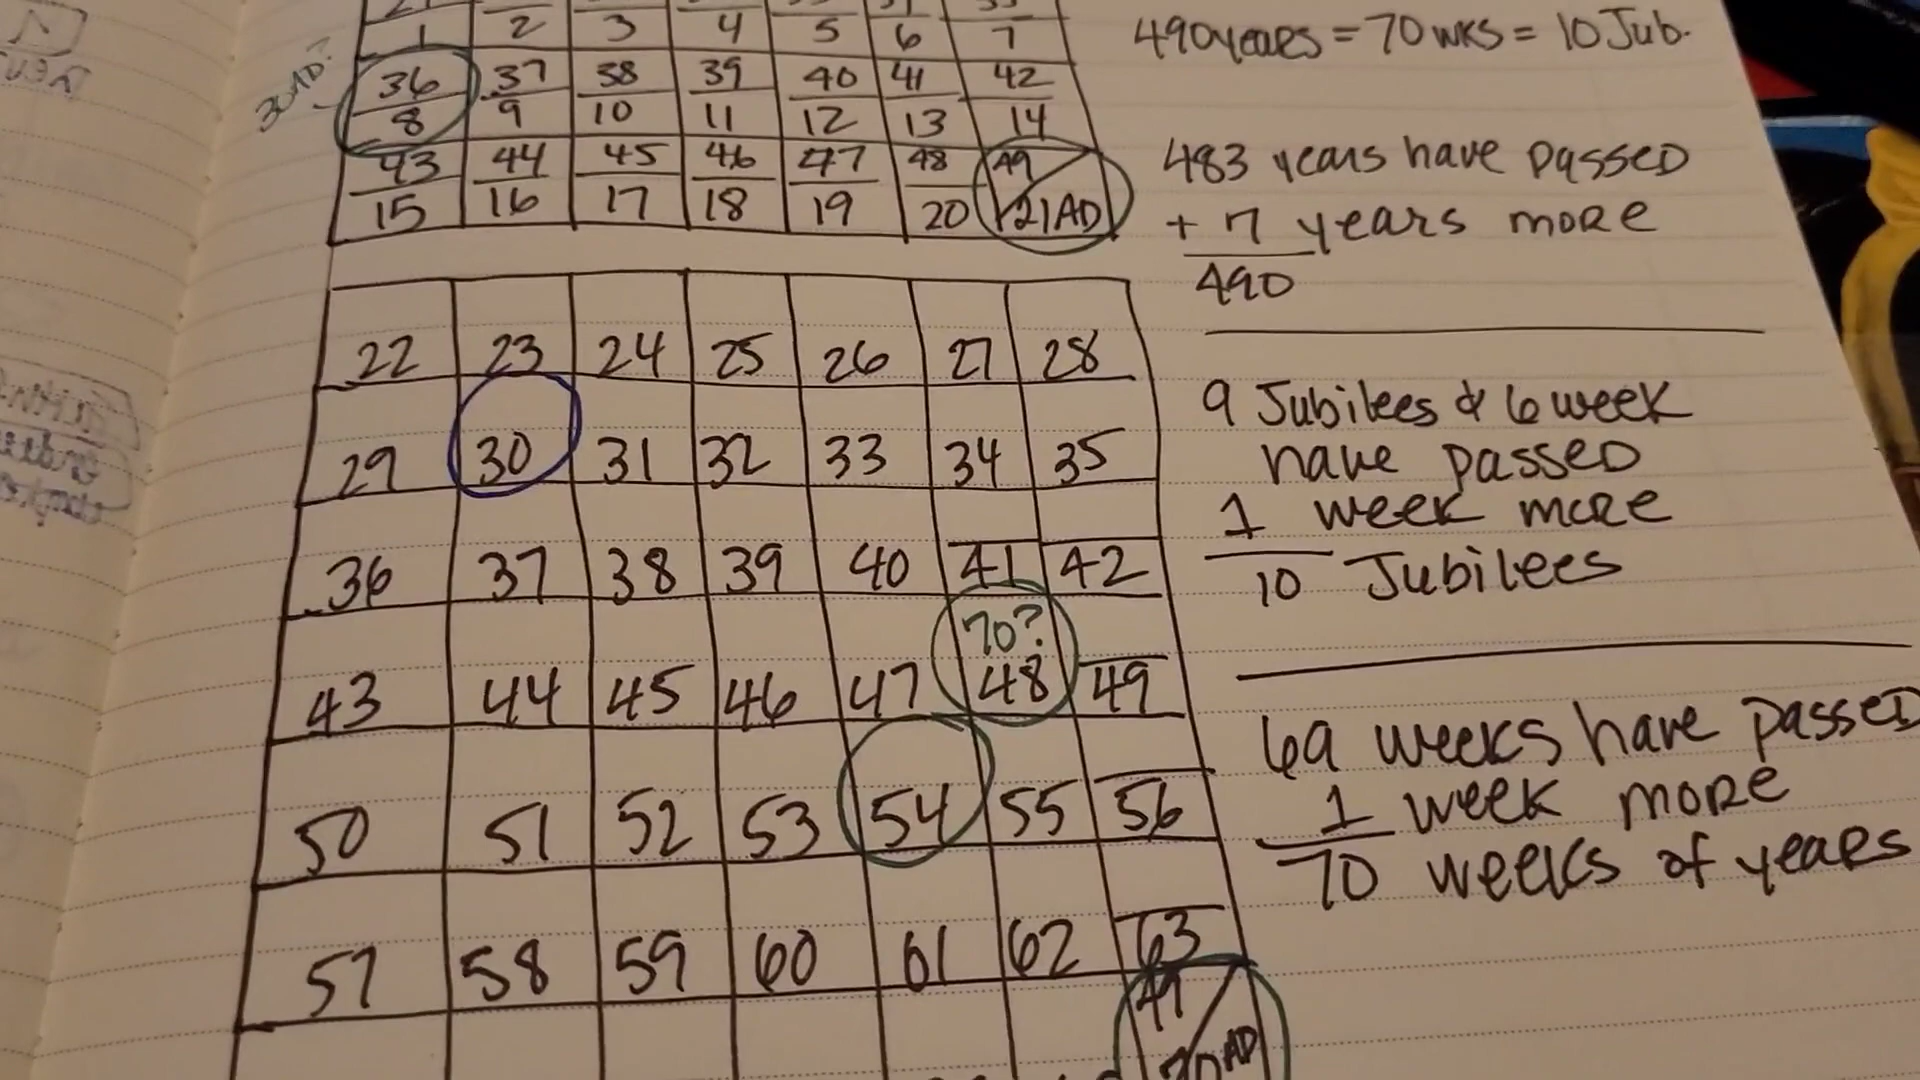 1 2 3 4 5 6 7
30AD?
36 37 38 39 40 41 42
8 9 10 11 12 13 14
43 44 45 46 47 48 49
15 16 17 18 19 20 21AD
22 23 24 25 26 27 28
29 30 31 32 33 34 35
36 37 38 39 40 41 42
70?
43 44 45 46 47 48 49
50 51 52 53 54 55 56
57 58 59 60 61 62 63
49
70AD
490years = 70wks = 10 Jub.
483 years have passed
+ 7 years more
490
9 Jubilees & 6 week
have passed
1 week more
10 Jubilees
69 weeks have passed
1 week more
70 weeks of years